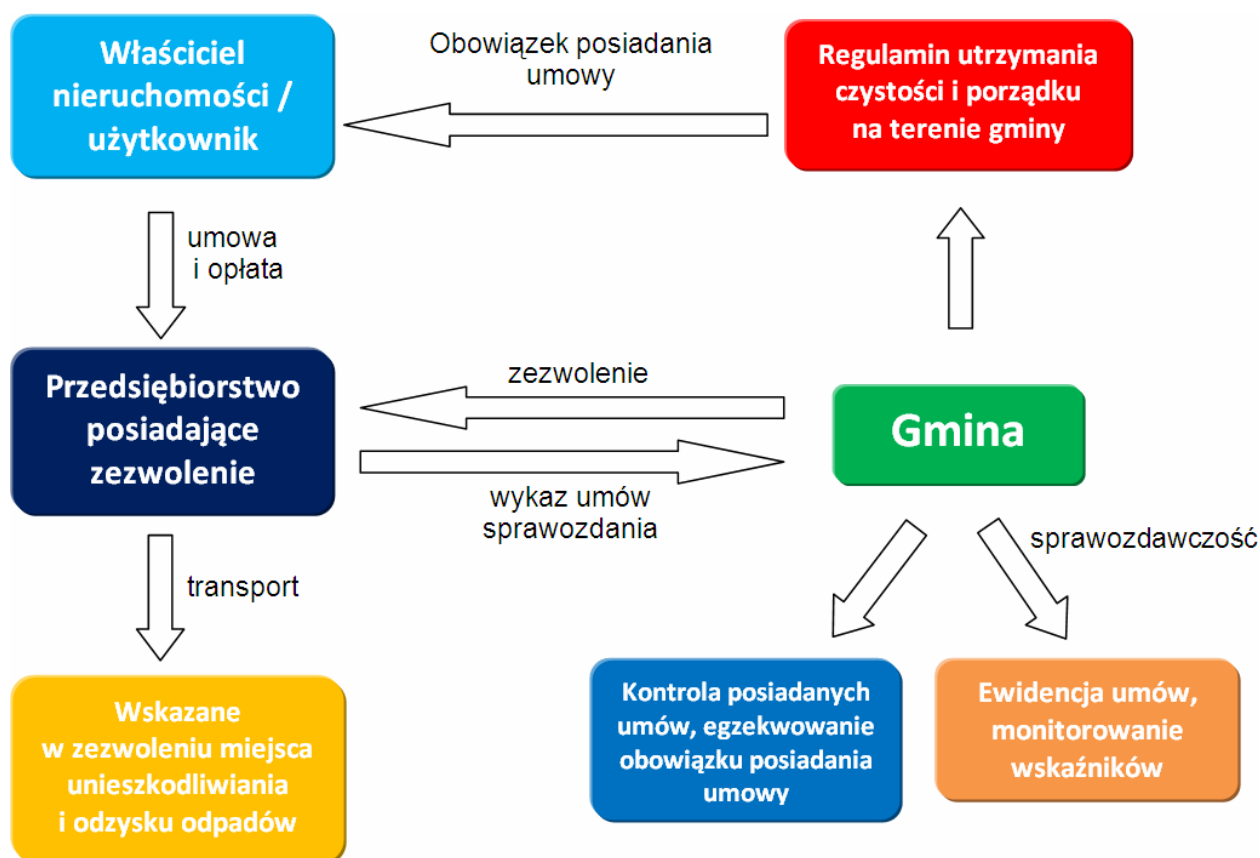 Właściciel
nieruchomości /
użytkownik
Obowiązek posiadania
umowy
Regulamin utrzymania
czystości i porządku
na terenie gminy
umowa
i opłata
Przedsiębiorstwo
posiadające
zezwolenie
zezwolenie
wykaz umów
sprawozdania
Gmina
transport
sprawozdawczość
Wskazane
w zezwoleniu miejsca
unieszkodliwiania
i odzysku odpadów
Kontrola posiadanych
umów, egzekwowanie
obowiązku posiadania
umowy
Ewidencja umów,
monitorowanie
wskaźników